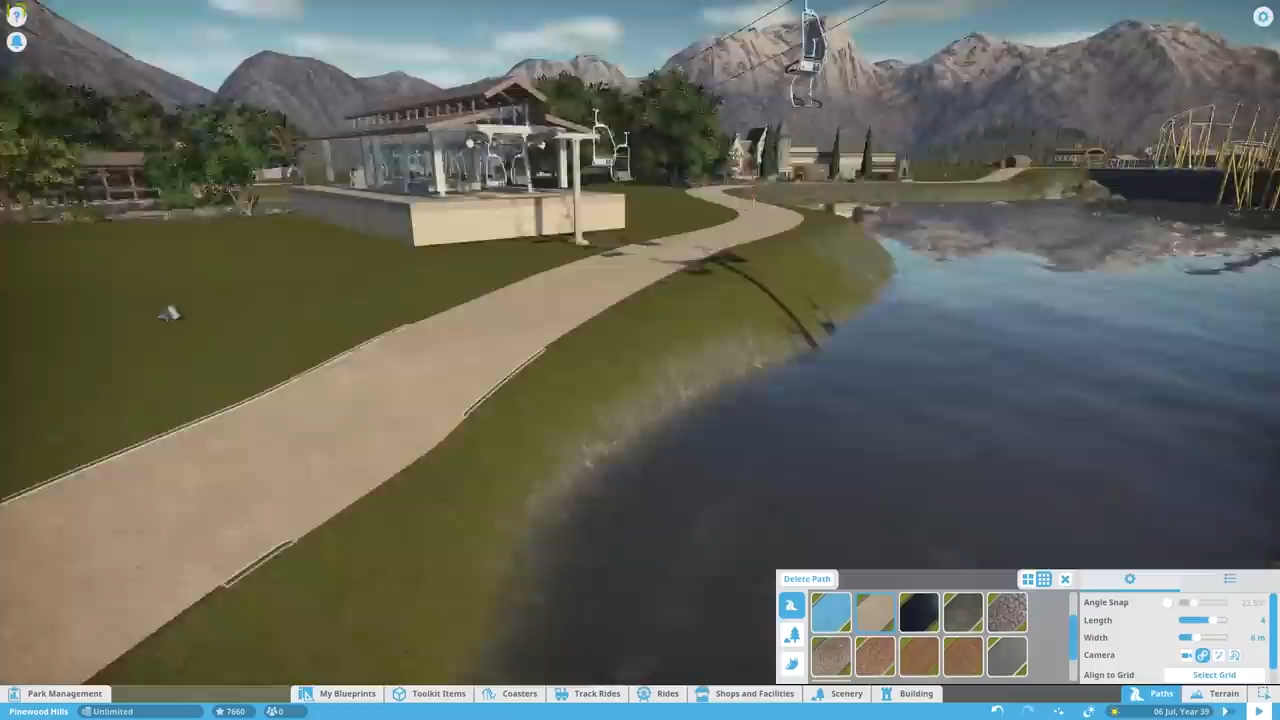 Delete Path
Angle Snap 22.50°
Length 4
Width 6 m
Camera
Align to Grid Select Grid
Park Management My Blueprints Toolkit Items Coasters Track Rides Rides Shops and Facilities Scenery Building Paths Terrain
Pinewood Hills Unlimited 7660 0 06 Jul, Year 39